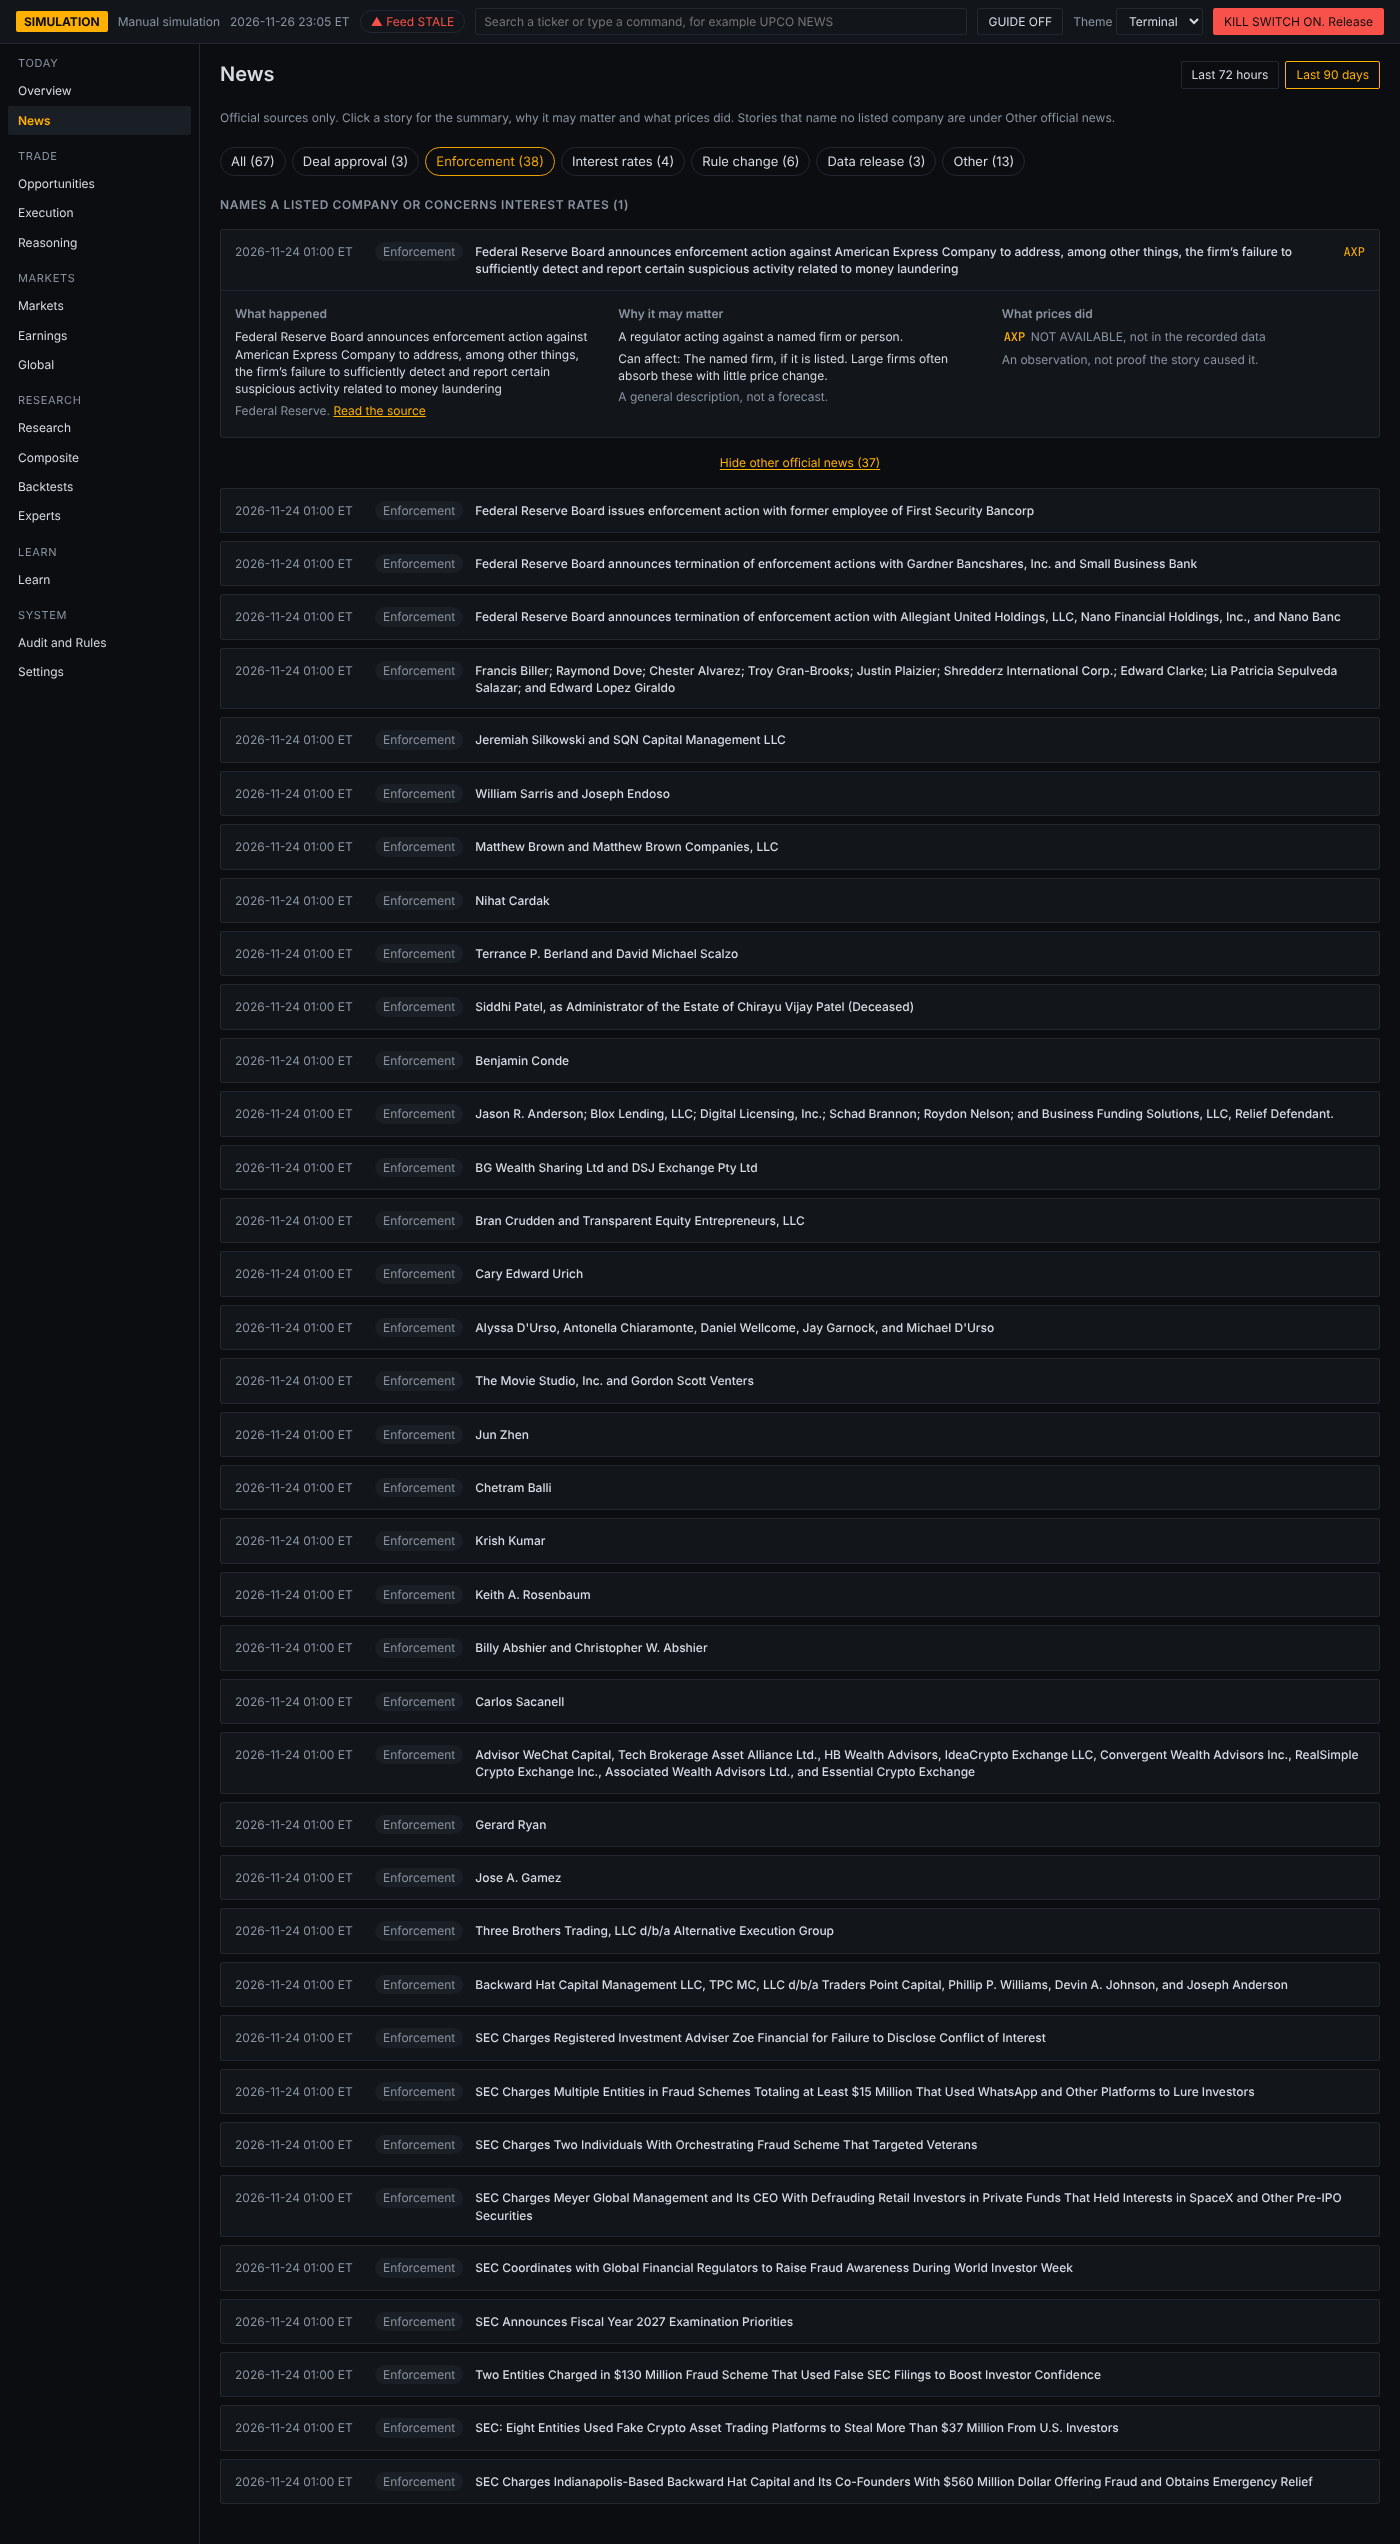 SIMULATION Manual simulation 2026-11-26 23:05 ET ▲ Feed STALE Search a ticker or type a command, for example UPCO NEWS GUIDE OFF Theme Terminal KILL SWITCH ON. Release
TODAY
Overview
News
TRADE
Opportunities
Execution
Reasoning
MARKETS
Markets
Earnings
Global
RESEARCH
Research
Composite
Backtests
Experts
LEARN
Learn
SYSTEM
Audit and Rules
Settings
News
Last 72 hours Last 90 days
Official sources only. Click a story for the summary, why it may matter and what prices did. Stories that name no listed company are under Other official news.
All (67) Deal approval (3) Enforcement (38) Interest rates (4) Rule change (6) Data release (3) Other (13)
NAMES A LISTED COMPANY OR CONCERNS INTEREST RATES (1)
2026-11-24 01:00 ET Enforcement Federal Reserve Board announces enforcement action against American Express Company to address, among other things, the firm's failure to AXP
sufficiently detect and report certain suspicious activity related to money laundering
What happened
Federal Reserve Board announces enforcement action against
American Express Company to address, among other things,
the firm's failure to sufficiently detect and report certain
suspicious activity related to money laundering
Federal Reserve. Read the source
Why it may matter
A regulator acting against a named firm or person.
Can affect: The named firm, if it is listed. Large firms often
absorb these with little price change.
A general description, not a forecast.
What prices did
AXP NOT AVAILABLE, not in the recorded data
An observation, not proof the story caused it.
Hide other official news (37)
2026-11-24 01:00 ET Enforcement Federal Reserve Board issues enforcement action with former employee of First Security Bancorp
2026-11-24 01:00 ET Enforcement Federal Reserve Board announces termination of enforcement actions with Gardner Bancshares, Inc. and Small Business Bank
2026-11-24 01:00 ET Enforcement Federal Reserve Board announces termination of enforcement action with Allegiant United Holdings, LLC, Nano Financial Holdings, Inc., and Nano Banc
2026-11-24 01:00 ET Enforcement Francis Biller; Raymond Dove; Chester Alvarez; Troy Gran-Brooks; Justin Plaizier; Shredderz International Corp.; Edward Clarke; Lia Patricia Sepulveda
Salazar; and Edward Lopez Giraldo
2026-11-24 01:00 ET Enforcement Jeremiah Silkowski and SQN Capital Management LLC
2026-11-24 01:00 ET Enforcement William Sarris and Joseph Endoso
2026-11-24 01:00 ET Enforcement Matthew Brown and Matthew Brown Companies, LLC
2026-11-24 01:00 ET Enforcement Nihat Cardak
2026-11-24 01:00 ET Enforcement Terrance P. Berland and David Michael Scalzo
2026-11-24 01:00 ET Enforcement Siddhi Patel, as Administrator of the Estate of Chirayu Vijay Patel (Deceased)
2026-11-24 01:00 ET Enforcement Benjamin Conde
2026-11-24 01:00 ET Enforcement Jason R. Anderson; Blox Lending, LLC; Digital Licensing, Inc.; Schad Brannon; Roydon Nelson; and Business Funding Solutions, LLC, Relief Defendant.
2026-11-24 01:00 ET Enforcement BG Wealth Sharing Ltd and DSJ Exchange Pty Ltd
2026-11-24 01:00 ET Enforcement Bran Crudden and Transparent Equity Entrepreneurs, LLC
2026-11-24 01:00 ET Enforcement Cary Edward Urich
2026-11-24 01:00 ET Enforcement Alyssa D'Urso, Antonella Chiaramonte, Daniel Wellcome, Jay Garnock, and Michael D'Urso
2026-11-24 01:00 ET Enforcement The Movie Studio, Inc. and Gordon Scott Venters
2026-11-24 01:00 ET Enforcement Jun Zhen
2026-11-24 01:00 ET Enforcement Chetram Balli
2026-11-24 01:00 ET Enforcement Krish Kumar
2026-11-24 01:00 ET Enforcement Keith A. Rosenbaum
2026-11-24 01:00 ET Enforcement Billy Abshier and Christopher W. Abshier
2026-11-24 01:00 ET Enforcement Carlos Sacanell
2026-11-24 01:00 ET Enforcement Advisor WeChat Capital, Tech Brokerage Asset Alliance Ltd., HB Wealth Advisors, IdeaCrypto Exchange LLC, Convergent Wealth Advisors Inc., RealSimple
Crypto Exchange Inc., Associated Wealth Advisors Ltd., and Essential Crypto Exchange
2026-11-24 01:00 ET Enforcement Gerard Ryan
2026-11-24 01:00 ET Enforcement Jose A. Gamez
2026-11-24 01:00 ET Enforcement Three Brothers Trading, LLC d/b/a Alternative Execution Group
2026-11-24 01:00 ET Enforcement Backward Hat Capital Management LLC, TPC MC, LLC d/b/a Traders Point Capital, Phillip P. Williams, Devin A. Johnson, and Joseph Anderson
2026-11-24 01:00 ET Enforcement SEC Charges Registered Investment Adviser Zoe Financial for Failure to Disclose Conflict of Interest
2026-11-24 01:00 ET Enforcement SEC Charges Multiple Entities in Fraud Schemes Totaling at Least $15 Million That Used WhatsApp and Other Platforms to Lure Investors
2026-11-24 01:00 ET Enforcement SEC Charges Two Individuals With Orchestrating Fraud Scheme That Targeted Veterans
2026-11-24 01:00 ET Enforcement SEC Charges Meyer Global Management and Its CEO With Defrauding Retail Investors in Private Funds That Held Interests in SpaceX and Other Pre-IPO
Securities
2026-11-24 01:00 ET Enforcement SEC Coordinates with Global Financial Regulators to Raise Fraud Awareness During World Investor Week
2026-11-24 01:00 ET Enforcement SEC Announces Fiscal Year 2027 Examination Priorities
2026-11-24 01:00 ET Enforcement Two Entities Charged in $130 Million Fraud Scheme That Used False SEC Filings to Boost Investor Confidence
2026-11-24 01:00 ET Enforcement SEC: Eight Entities Used Fake Crypto Asset Trading Platforms to Steal More Than $37 Million From U.S. Investors
2026-11-24 01:00 ET Enforcement SEC Charges Indianapolis-Based Backward Hat Capital and Its Co-Founders With $560 Million Dollar Offering Fraud and Obtains Emergency Relief